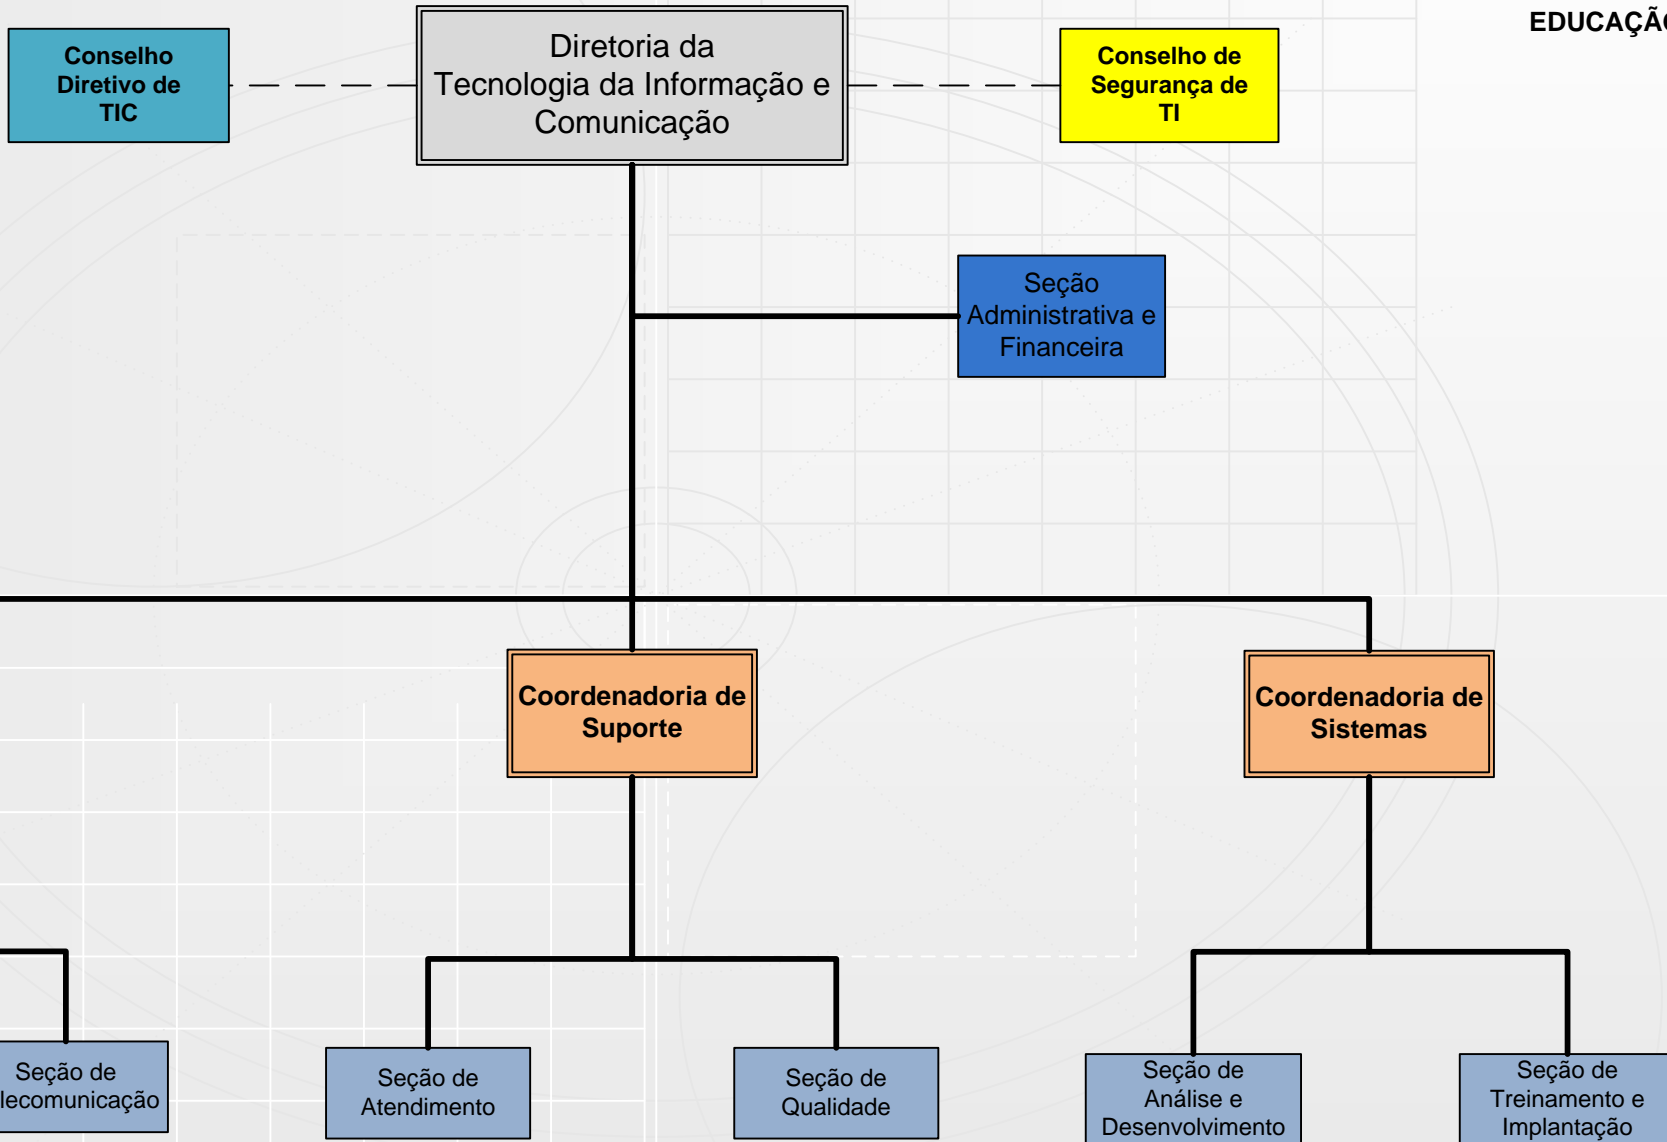 EDUCAÇÃO
Conselho
Diretivo de
TIC
Diretoria da
Tecnologia da Informação e
Comunicação
Conselho de
Segurança de
TI
Seção
Administrativa e
Financeira
Coordenadoria de
Suporte
Coordenadoria de
Sistemas
Seção de
lecomunicação
Seção de
Atendimento
Seção de
Qualidade
Seção de
Análise e
Desenvolvimento
Seção de
Treinamento e
Implantação